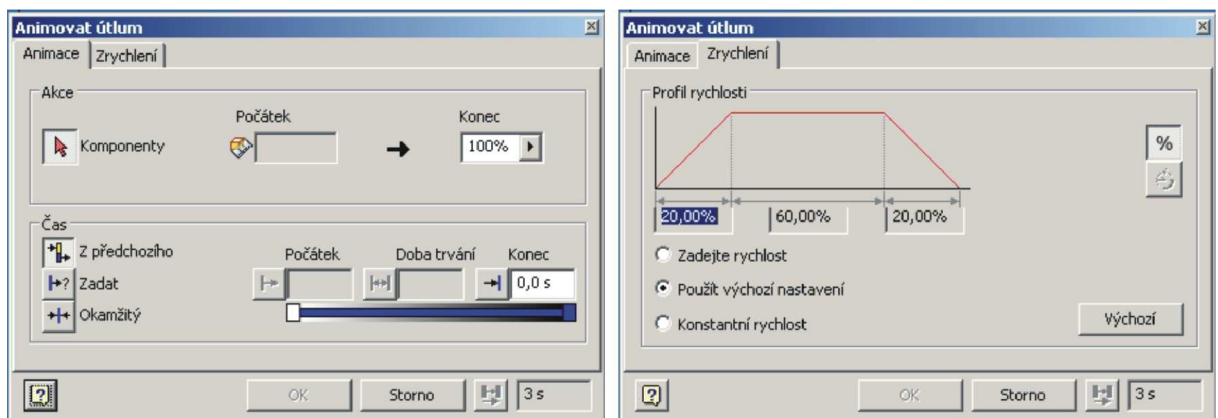 Animovat útlum
Animace Zrychlení
Akce
Počátek Konec
Komponenty 100%
Čas
Z předchozího Počátek Doba trvání Konec
Zadat 0,0 s
Okamžitý
OK Storno 3 s
Animovat útlum
Animace Zrychlení
Profil rychlosti
%
20,00% 60,00% 20,00%
Zadejte rychlost
Použít výchozí nastavení
Konstantní rychlost Výchozí
OK Storno 3 s